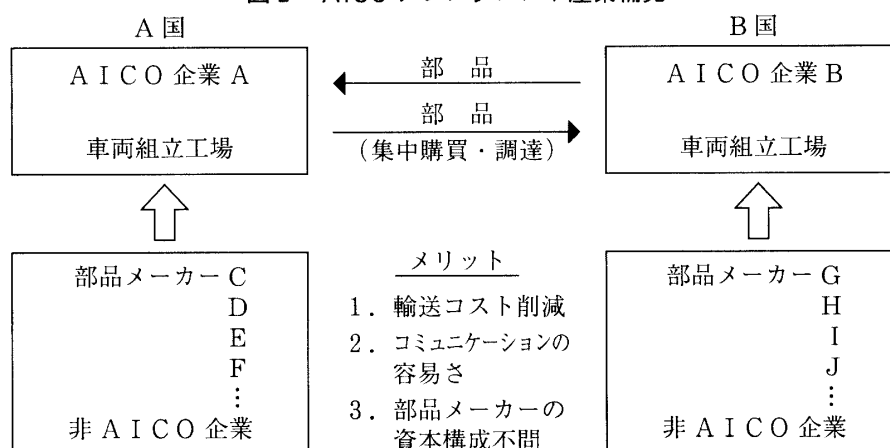 A国
B国
AICO企業A
車両組立工場
部 品
部 品
(集中購買・調達)
AICO企業B
車両組立工場
部品メーカーC
D
E
F
⋮
非AICO企業
メリット
1．輸送コスト削減
2．コミュニケーションの
容易さ
3．部品メーカーの
資本構成不問
部品メーカーG
H
I
J
⋮
非AICO企業